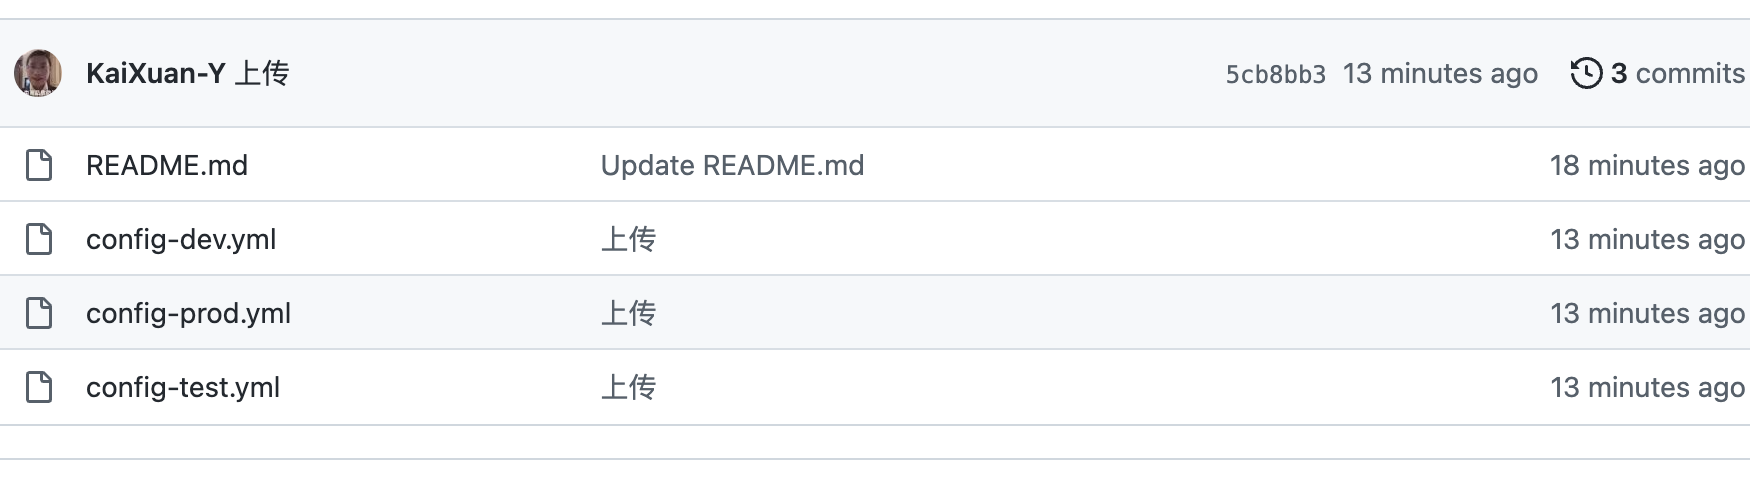 KaiXuan-Y 上传 5cb8bb3 13 minutes ago 3 commits
README.md Update README.md 18 minutes ago
config-dev.yml 上传 13 minutes ago
config-prod.yml 上传 13 minutes ago
config-test.yml 上传 13 minutes ago